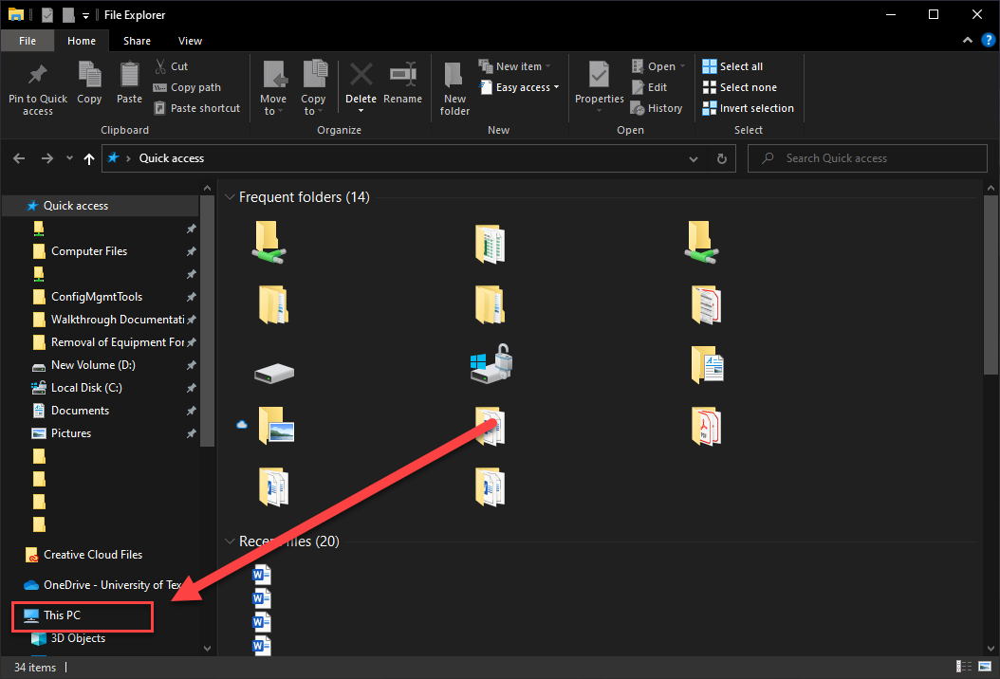 File Explorer
File Home Share View
Pin to Quick access
Copy
Paste
Cut
Copy path
Paste shortcut
Clipboard
Move to
Copy to
Delete
Rename
Organize
New folder
New item
Easy access
New
Properties
Open
Edit
History
Open
Select all
Select none
Invert selection
Select
Quick access
Search Quick access
Quick access
Computer Files
ConfigMgmtTools
Walkthrough Documentati
Removal of Equipment For
New Volume (D:)
Local Disk (C:)
Documents
Pictures
Creative Cloud Files
OneDrive - University of Tex
This PC
3D Objects
Frequent folders (14)
Recent files (20)
34 items